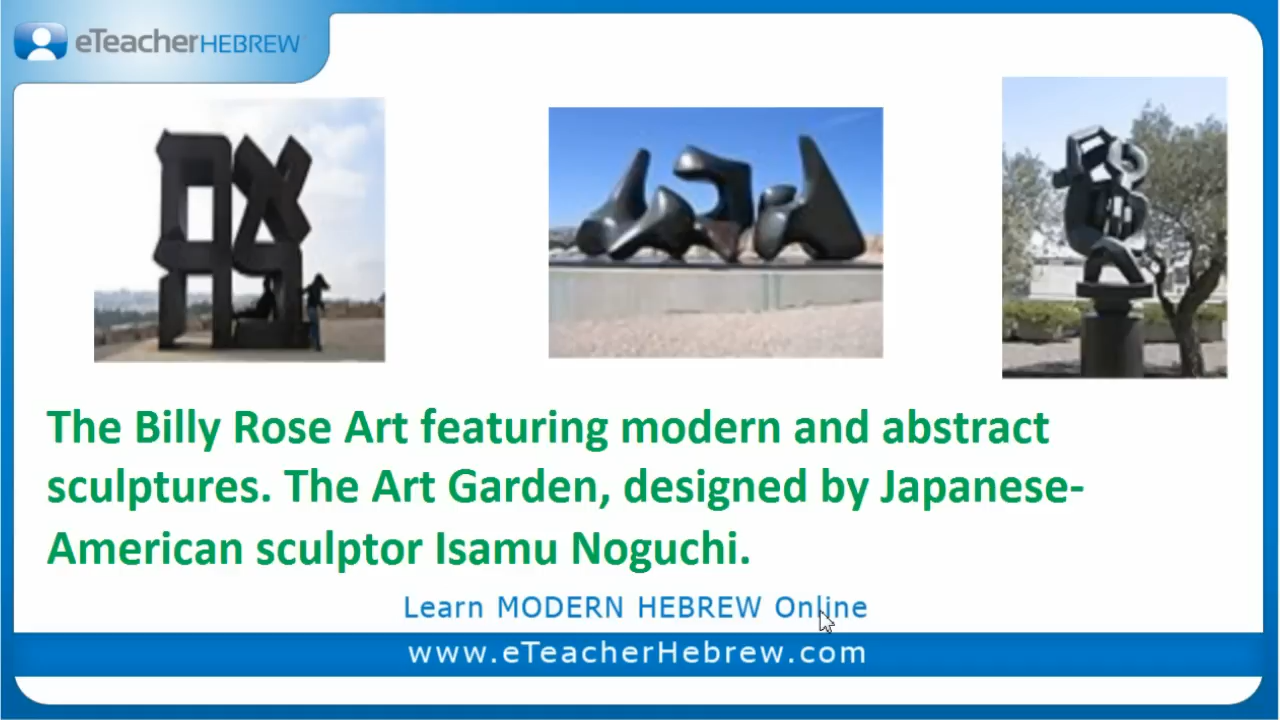 eTeacherHEBREW
אה
בה
The Billy Rose Art featuring modern and abstract
sculptures. The Art Garden, designed by Japanese-
American sculptor Isamu Noguchi.
Learn MODERN HEBREW Online
www.eTeacherHebrew.com